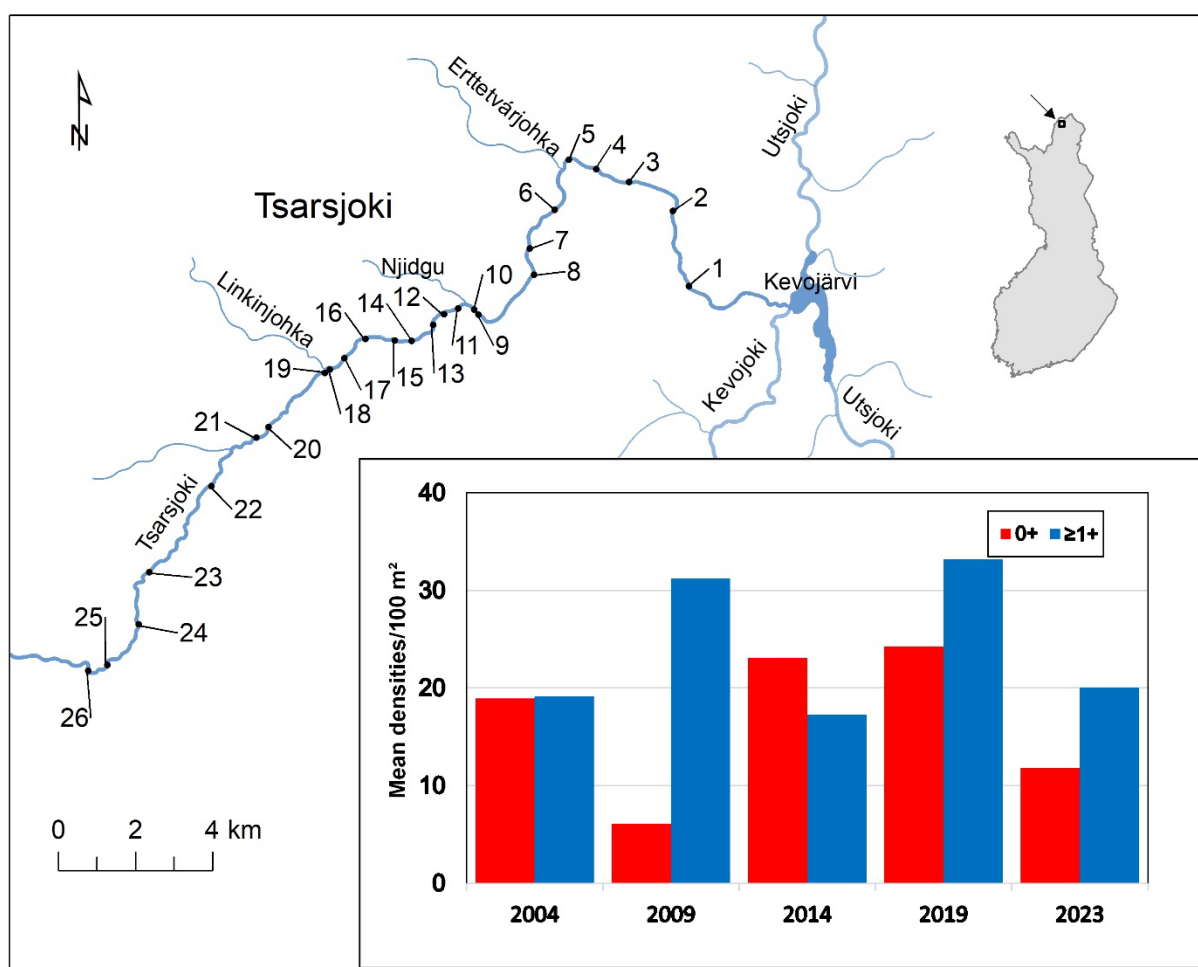 N
Erttetvárjohka
Utsjoki
5
4
3
6
2
Tsarsjoki
7
8
1
Kevojärvi
Njidgu
10
12
Linkinjohka
16
14
11
9
13
15
17
19
18
Kevojoki
Utsjoki
21
20
22
Tsarsjoki
23
25
24
26
0 2 4 km
40
30
20
10
0
Mean densities/100 m²
0+ ≥1+
2004 2009 2014 2019 2023